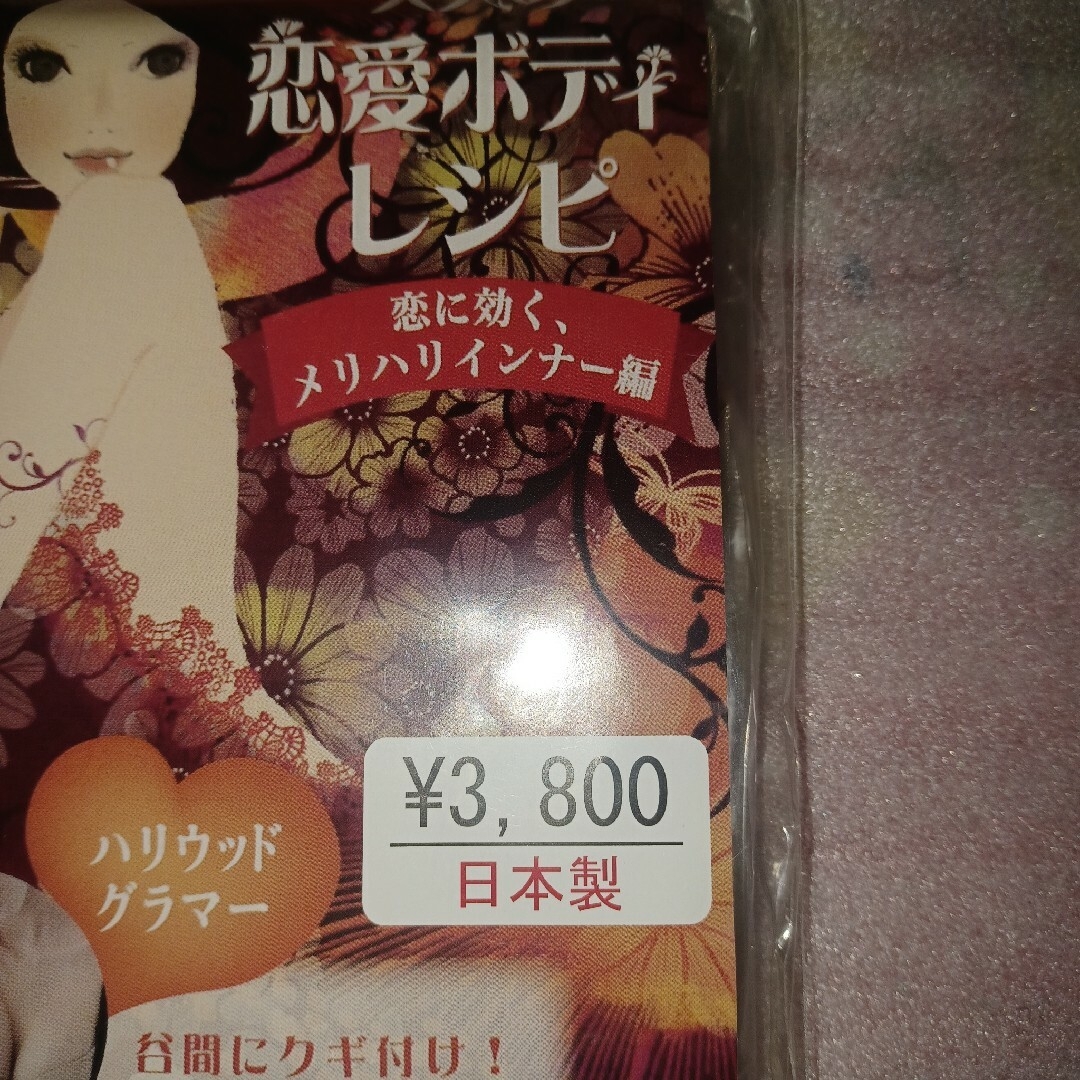 恋愛ボディ
レシピ
恋に効く、
メリハリインナー編
¥3,800
日本製
ハリウッド
グラマー
谷間にクギ付け！